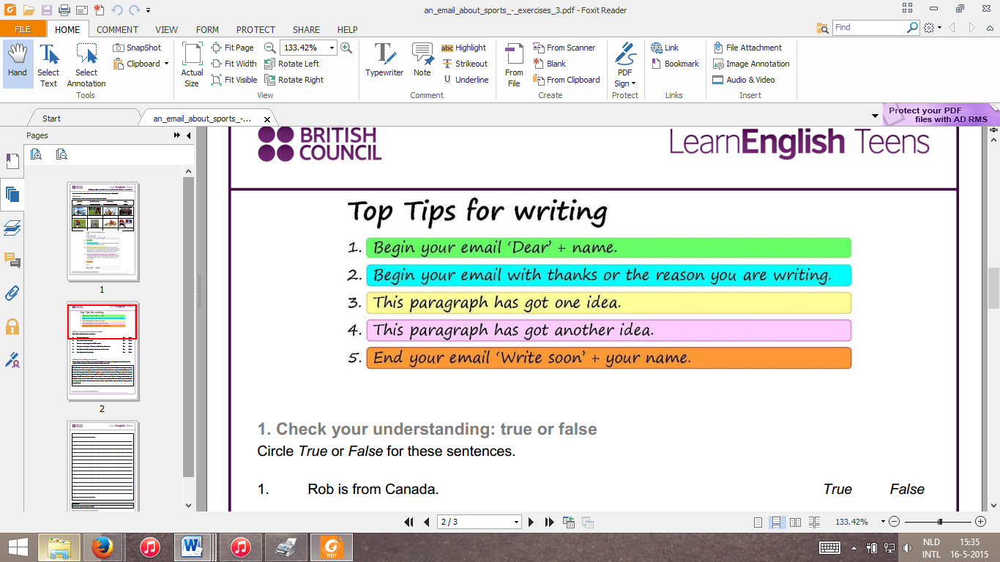 an_email_about_sports_-_exercises_3.pdf - Foxit Reader
FILE HOME COMMENT VIEW FORM PROTECT SHARE HELP Find
Hand
Select Text
Select Annotation
SnapShot
Clipboard
Tools
Actual Size
Fit Page
Fit Width
Fit Visible
133.42%
Rotate Left
Rotate Right
View
Typewriter
Note
Highlight
Strikeout
Underline
Comment
From File
From Scanner
Blank
From Clipboard
Create
PDF Sign
Protect
Link
Bookmark
Links
File Attachment
Image Annotation
Audio & Video
Insert
Start
an_email_about_sports_-...
Protect your PDF
files with AD RMS
Pages
1
2
BRITISH
COUNCIL
LearnEnglish Teens
Top Tips for writing
1. Begin your email ‘Dear’ + name.
2. Begin your email with thanks or the reason you are writing.
3. This paragraph has got one idea.
4. This paragraph has got another idea.
5. End your email ‘Write soon’ + your name.
1. Check your understanding: true or false
Circle True or False for these sentences.
1. Rob is from Canada. True False
2 / 3
133.42%
PDF
NLD
INTL
15:35
16-5-2015